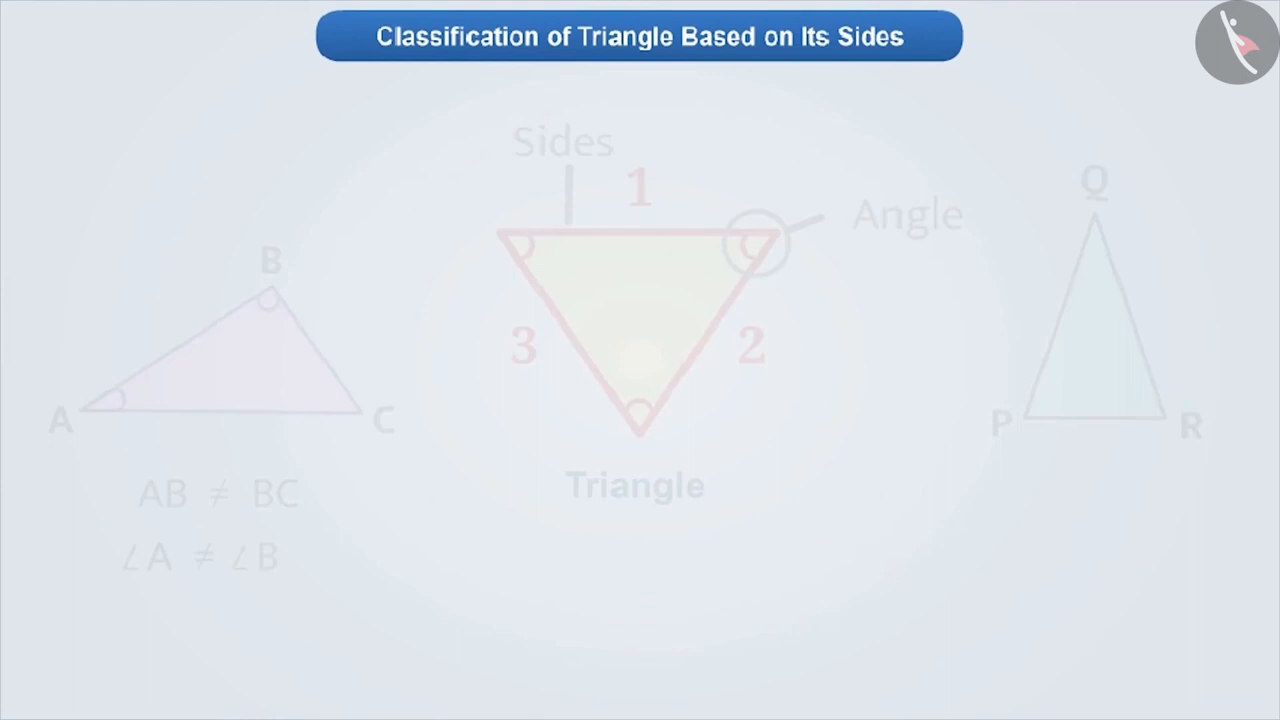 Classification of Triangle Based on Its Sides
Sides
1
Angle
3
2
Triangle
B
A
C
AB ≠ BC
∠A ≠ ∠B
Q
P
R